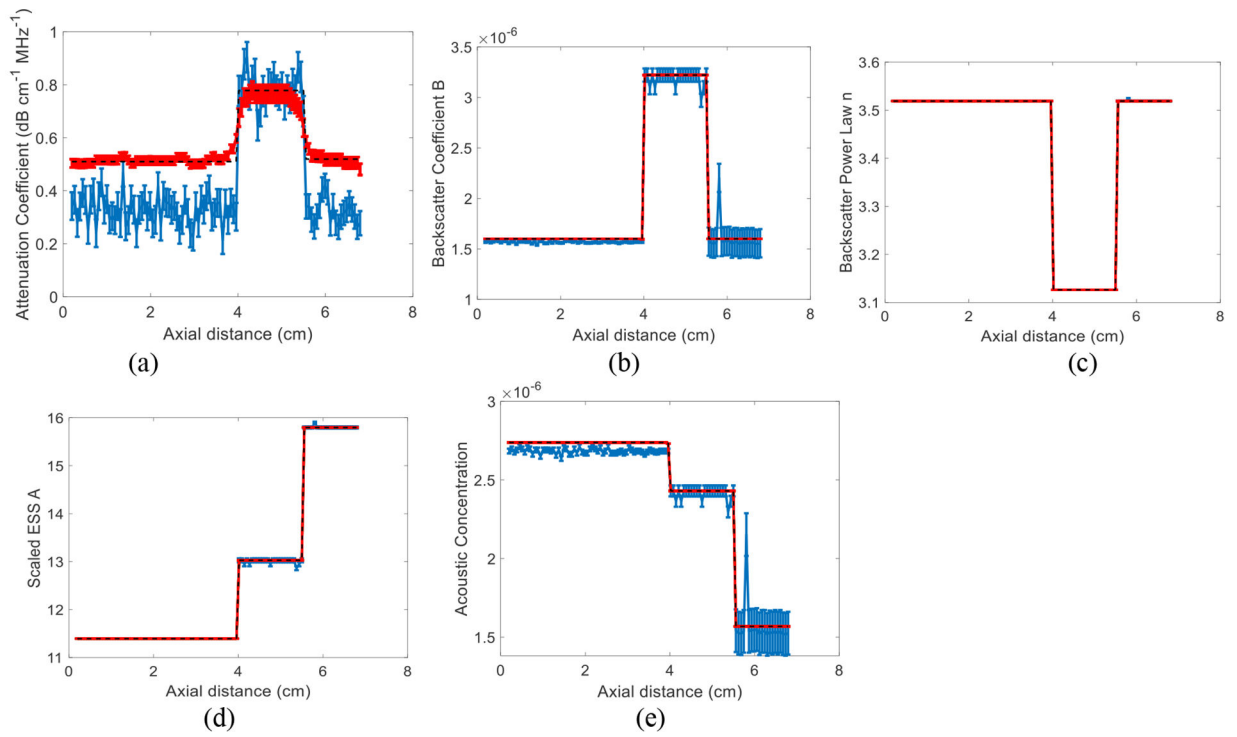 Attenuation Coefficient (dB cm⁻¹ MHz⁻¹)
1
0.8
0.6
0.4
0.2
0
0 2 4 6 8
Axial distance (cm)
(a)
×10⁻⁶
Backscatter Coefficient B
3.5
3
2.5
2
1.5
1
0 2 4 6 8
Axial distance (cm)
(b)
Backscatter Power Law n
3.6
3.5
3.4
3.3
3.2
3.1
0 2 4 6 8
Axial distance (cm)
(c)
Scaled ESS A
16
15
14
13
12
11
0 2 4 6 8
Axial distance (cm)
(d)
×10⁻⁶
Acoustic Concentration
3
2.5
2
1.5
0 2 4 6 8
Axial distance (cm)
(e)